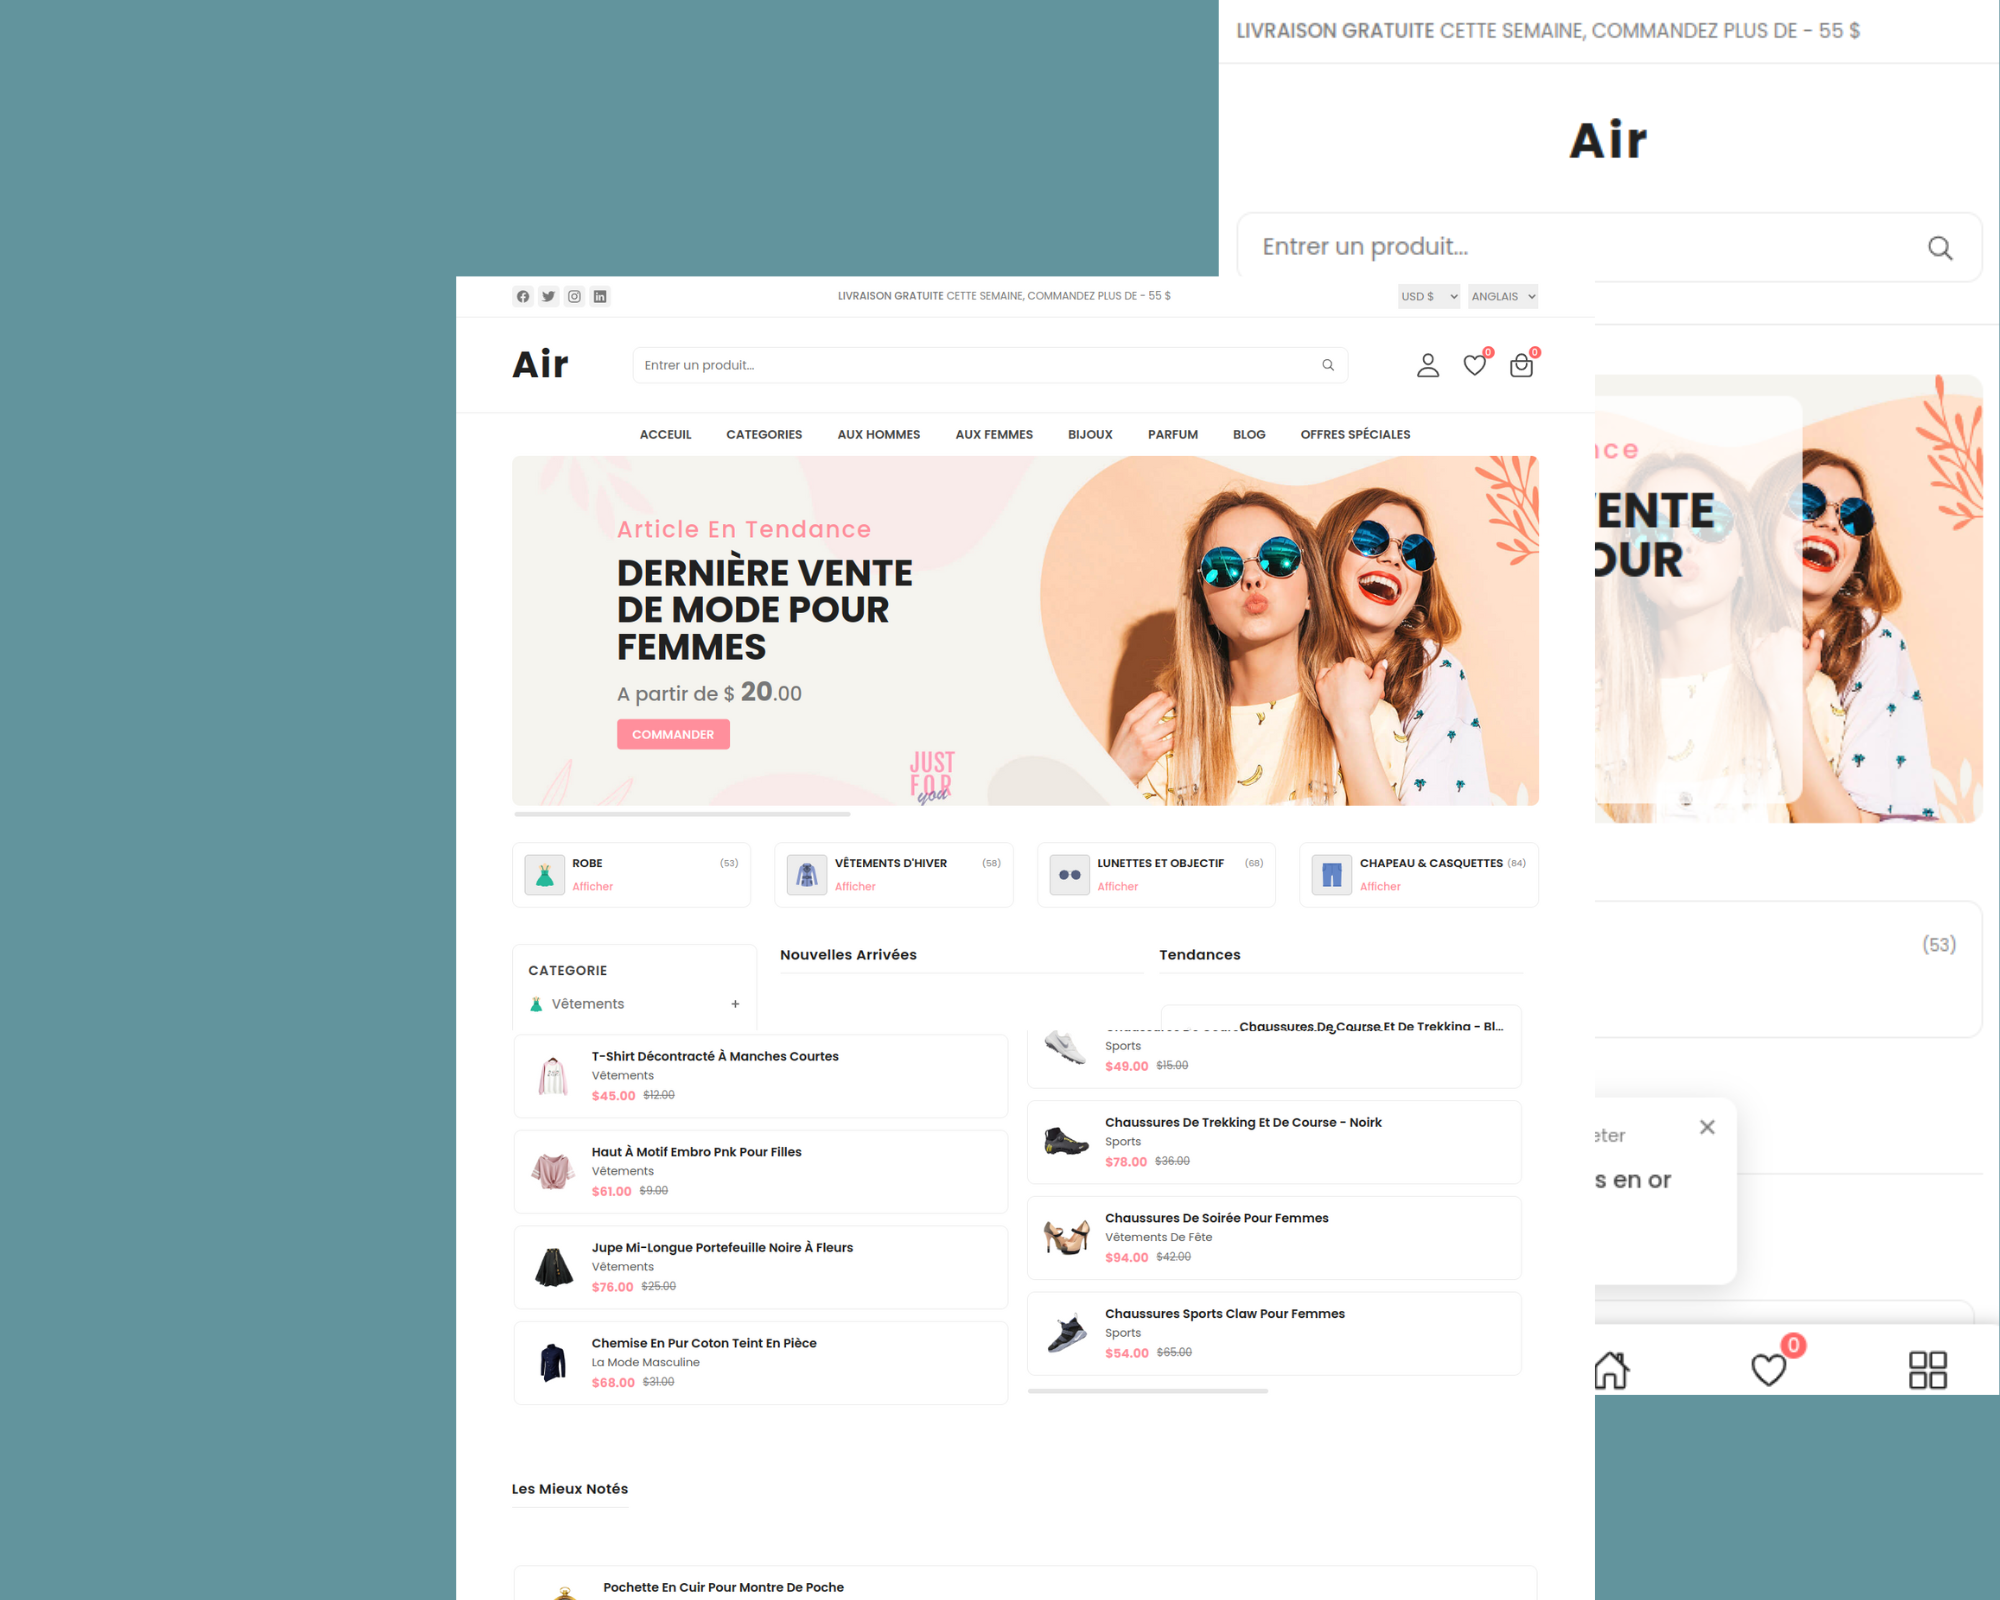 LIVRAISON GRATUITE CETTE SEMAINE, COMMANDEZ PLUS DE - 55 $
Air
Entrer un produit...
LIVRAISON GRATUITE CETTE SEMAINE, COMMANDEZ PLUS DE - 55 $
USD $
ANGLAIS
Air
Entrer un produit...
0
0
ACCEUIL
CATEGORIES
AUX HOMMES
AUX FEMMES
BIJOUX
PARFUM
BLOG
OFFRES SPÉCIALES
Article En Tendance
DERNIÈRE VENTE
DE MODE POUR
FEMMES
A partir de $ 20.00
COMMANDER
JUST
FOR
you
nce
ENTE
OUR
ROBE
(53)
Afficher
VÊTEMENTS D'HIVER
(58)
Afficher
LUNETTES ET OBJECTIF
(68)
Afficher
CHAPEAU & CASQUETTES
(84)
Afficher
(53)
CATEGORIE
Vêtements
+
Nouvelles Arrivées
Tendances
Chaussures De Course Et De Trekking - Bl...
T-Shirt Décontracté À Manches Courtes
Vêtements
$45.00 $12.00
Haut À Motif Embro Pnk Pour Filles
Vêtements
$61.00 $9.00
Jupe Mi-Longue Portefeuille Noire À Fleurs
Vêtements
$76.00 $25.00
Chemise En Pur Coton Teint En Pièce
La Mode Masculine
$68.00 $31.00
Sports
$49.00 $15.00
Chaussures De Trekking Et De Course - Noirk
Sports
$78.00 $36.00
Chaussures De Soirée Pour Femmes
Vêtements De Fête
$94.00 $42.00
Chaussures Sports Claw Pour Femmes
Sports
$54.00 $65.00
eter
s en or
0
Les Mieux Notés
Pochette En Cuir Pour Montre De Poche